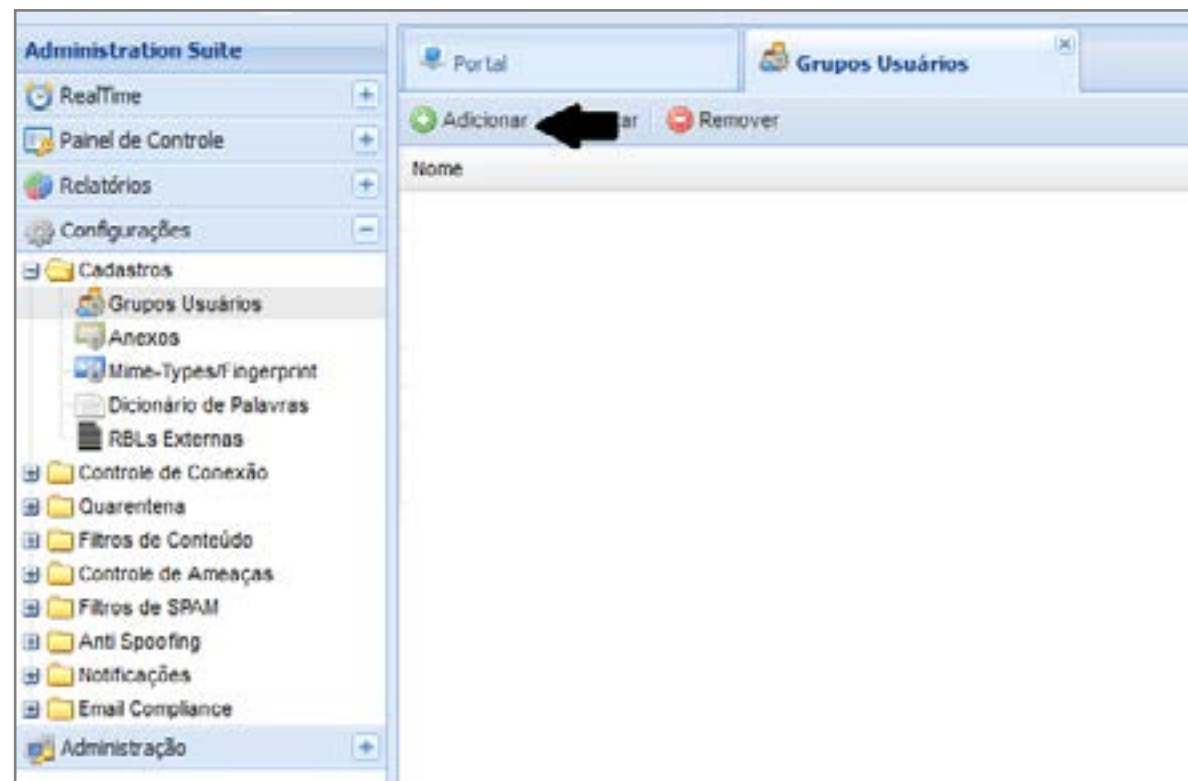 Administration Suite
RealTime
Painel de Controle
Relatórios
Configurações
Cadastros
Grupos Usuários
Anexos
Mime-Types/Fingerprint
Dicionário de Palavras
RBLs Externas
Controle de Conexão
Quarentena
Filtros de Conteúdo
Controle de Ameaças
Filtros de SPAM
Anti Spoofing
Notificações
Email Compliance
Administração
Portal
Grupos Usuários
Adicionar Remover
Nome